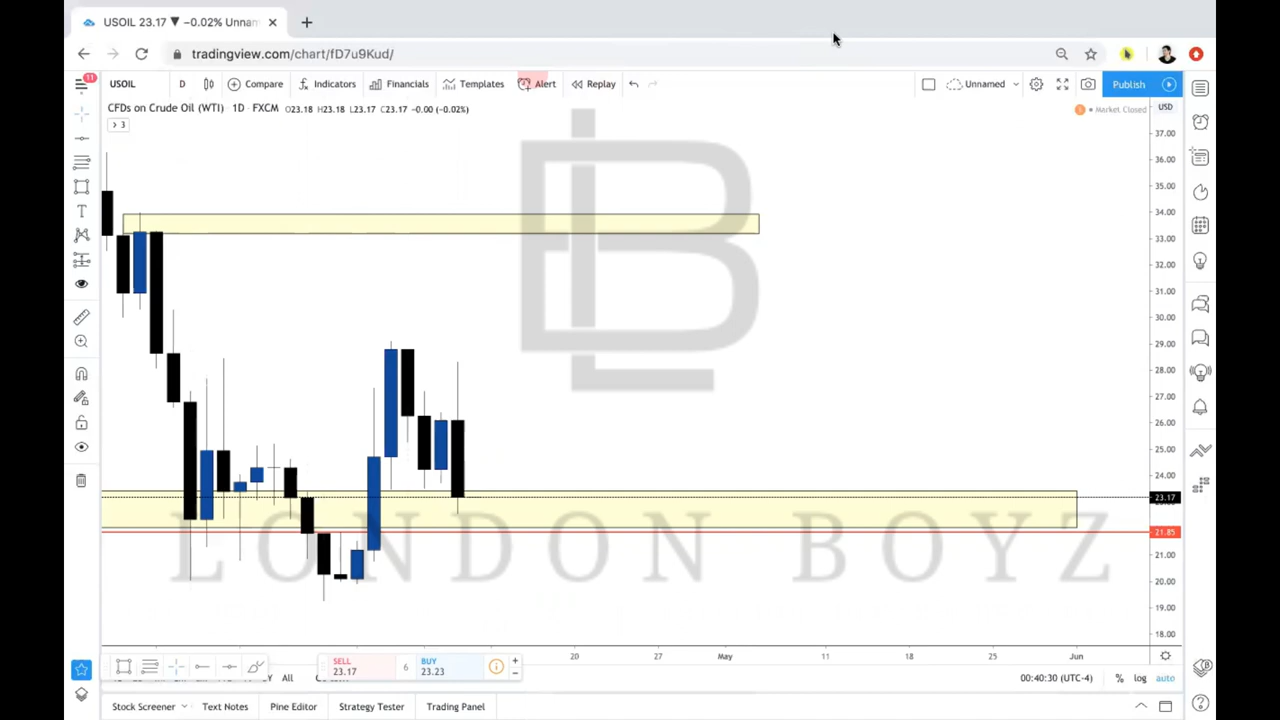 USOIL 23.17 ▼ −0.02% Unnam
tradingview.com/chart/fD7u9Kud/
11
USOIL D Compare Indicators Financials Templates Alert Replay Unnamed Publish
CFDs on Crude Oil (WTI) 1D FXCM O23.18 H23.18 L23.17 C23.17 -0.00 (-0.02%)
Market Closed
USD
3
37.00
36.00
35.00
34.00
33.00
32.00
31.00
30.00
29.00
28.00
27.00
26.00
25.00
24.00
23.17
21.85
21.00
20.00
19.00
18.00
LB
LONDON BOYZ
20 27 May 11 18 25 Jun
SELL
23.17
6
BUY
23.23
All
00:40:30 (UTC-4) % log auto
Stock Screener Text Notes Pine Editor Strategy Tester Trading Panel